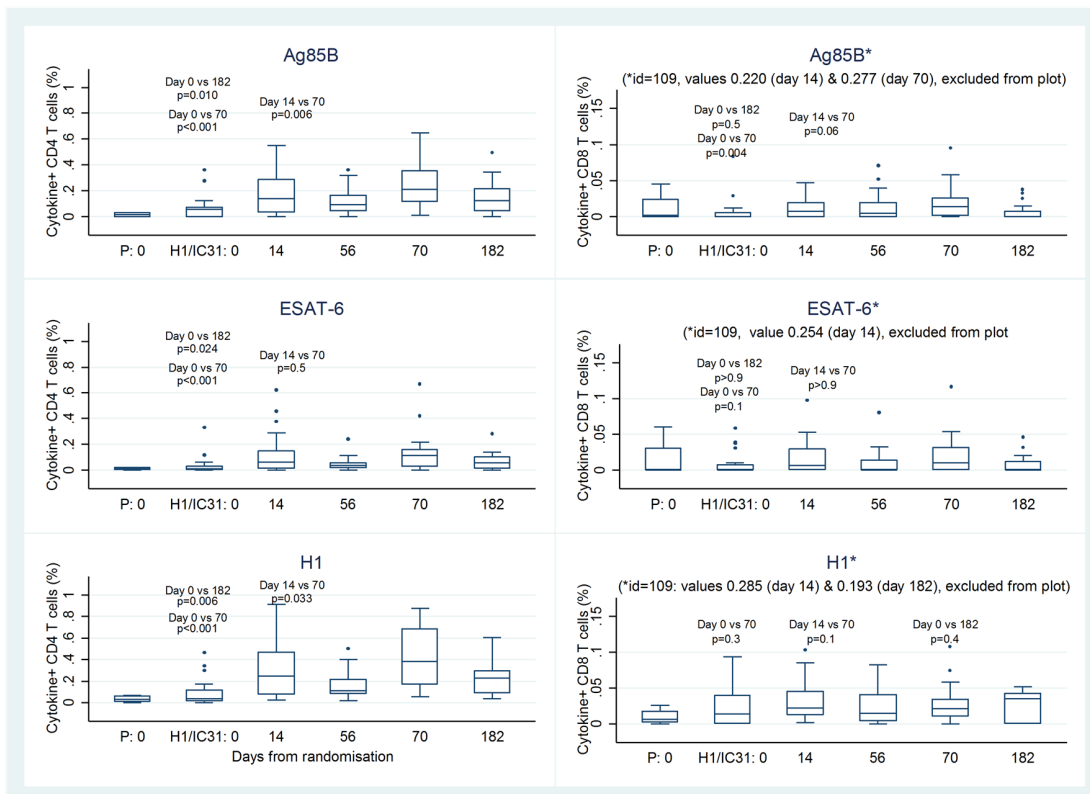 Ag85B
Cytokine+ CD4 T cells (%)
1
.8
.6
.4
.2
0
Day 0 vs 182
p=0.010
Day 0 vs 70
p<0.001
Day 14 vs 70
p=0.006
P: 0 H1/IC31: 0 14 56 70 182
Ag85B*
(*id=109, values 0.220 (day 14) & 0.277 (day 70), excluded from plot)
Cytokine+ CD8 T cells (%)
.15
.1
.05
0
Day 0 vs 182
p=0.5
Day 0 vs 70
p=0.004
Day 14 vs 70
p=0.06
P: 0 H1/IC31: 0 14 56 70 182
ESAT-6
Cytokine+ CD4 T cells (%)
1
.8
.6
.4
.2
0
Day 0 vs 182
p=0.024
Day 0 vs 70
p<0.001
Day 14 vs 70
p=0.5
P: 0 H1/IC31: 0 14 56 70 182
ESAT-6*
(*id=109, value 0.254 (day 14), excluded from plot
Cytokine+ CD8 T cells (%)
.15
.1
.05
0
Day 0 vs 182
p>0.9
Day 0 vs 70
p=0.1
Day 14 vs 70
p>0.9
P: 0 H1/IC31: 0 14 56 70 182
H1
Cytokine+ CD4 T cells (%)
1
.8
.6
.4
.2
0
Day 0 vs 182
p=0.006
Day 0 vs 70
p<0.001
Day 14 vs 70
p=0.033
P: 0 H1/IC31: 0 14 56 70 182
Days from randomisation
H1*
(*id=109: values 0.285 (day 14) & 0.193 (day 182), excluded from plot)
Cytokine+ CD8 T cells (%)
.15
.1
.05
0
Day 0 vs 70
p=0.3
Day 14 vs 70
p=0.1
Day 0 vs 182
p=0.4
P: 0 H1/IC31: 0 14 56 70 182